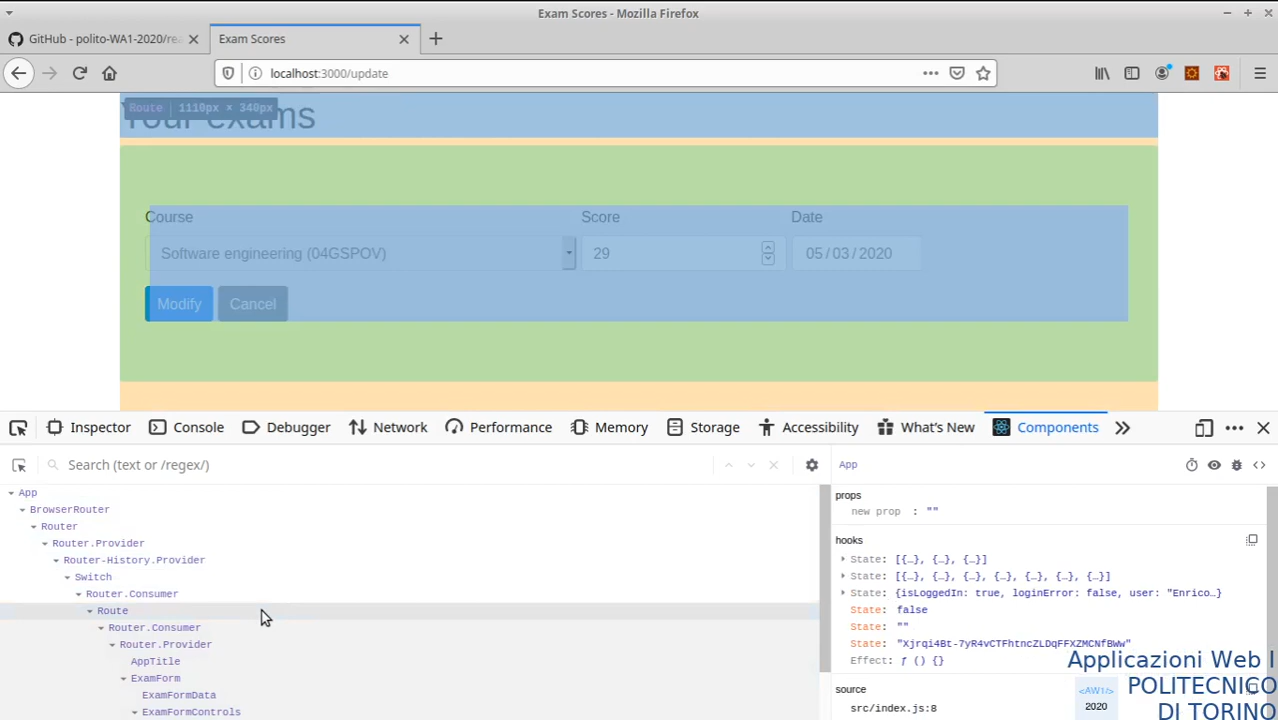 Exam Scores - Mozilla Firefox
GitHub - polito-WA1-2020/rea
Exam Scores
localhost:3000/update
Route | 1110px × 340px
Your exams
Course Score Date
Software engineering (04GSPOV) 29 05/03/2020
Modify Cancel
Inspector Console Debugger Network Performance Memory Storage Accessibility What's New Components
Search (text or /regex/)
App
App
BrowserRouter
Router
Router.Provider
Router-History.Provider
Switch
Router.Consumer
Route
Router.Consumer
Router.Provider
AppTitle
ExamForm
ExamFormData
ExamFormControls
props
new prop : ""
hooks
State: [{…}, {…}, {…}]
State: [{…}, {…}, {…}, {…}, {…}, {…}, {…}]
State: {isLoggedIn: true, loginError: false, user: "Enrico…}
State: false
State: ""
State: "Xjrqi4Bt-7yR4vCTFhtncZLDqFFXZMCNfBWw"
Effect: ƒ () {}
source
src/index.js:8
Applicazioni Web I
POLITECNICO
DI TORINO
<AW1/>
2020